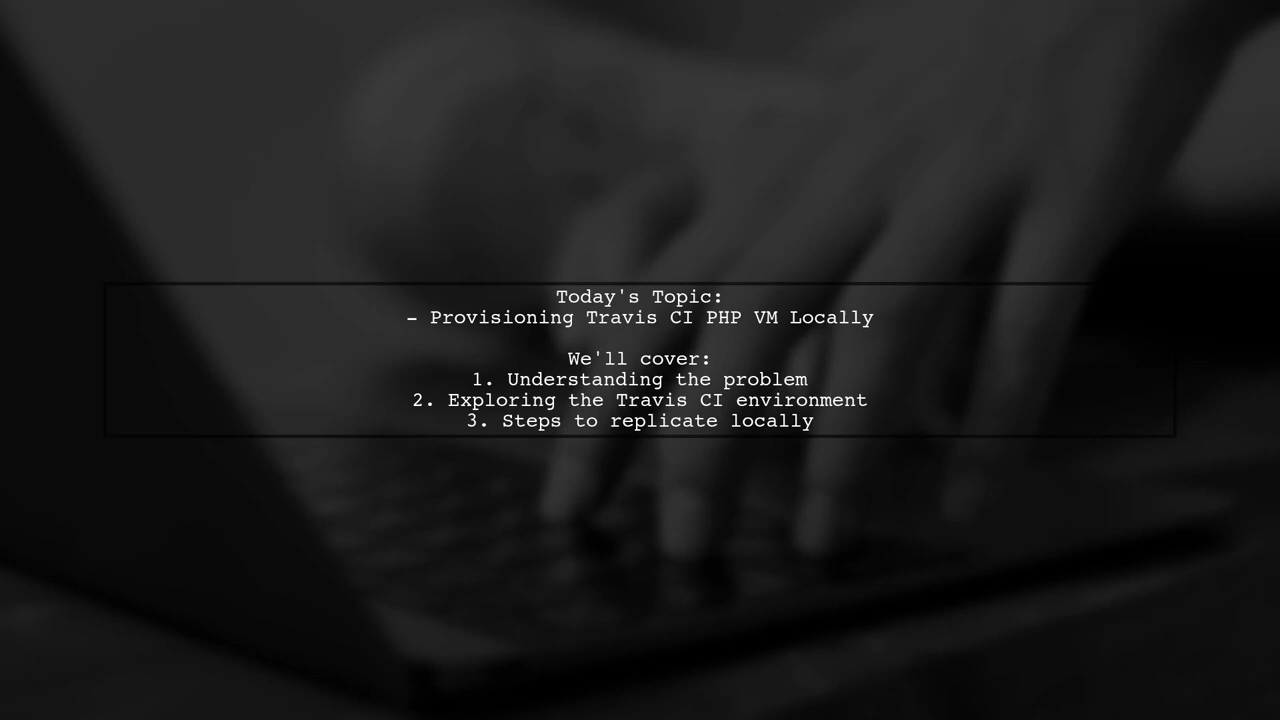 Today's Topic:
- Provisioning Travis CI PHP VM Locally
We'll cover:
1. Understanding the problem
2. Exploring the Travis CI environment
3. Steps to replicate locally